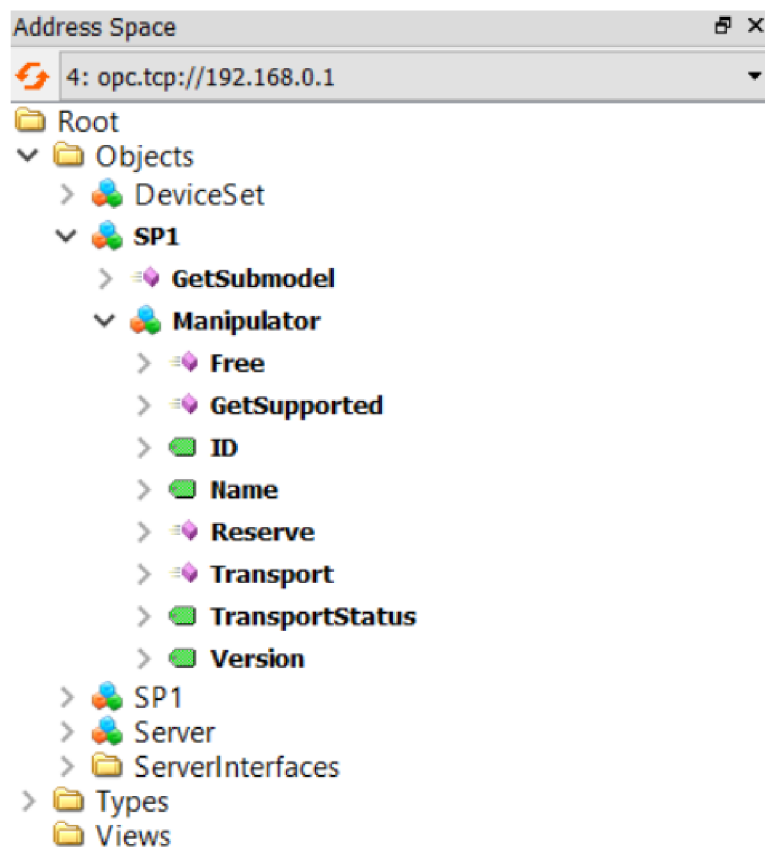 Address Space
4: opc.tcp://192.168.0.1
Root
Objects
DeviceSet
SP1
GetSubmodel
Manipulator
Free
GetSupported
ID
Name
Reserve
Transport
TransportStatus
Version
SP1
Server
ServerInterfaces
Types
Views